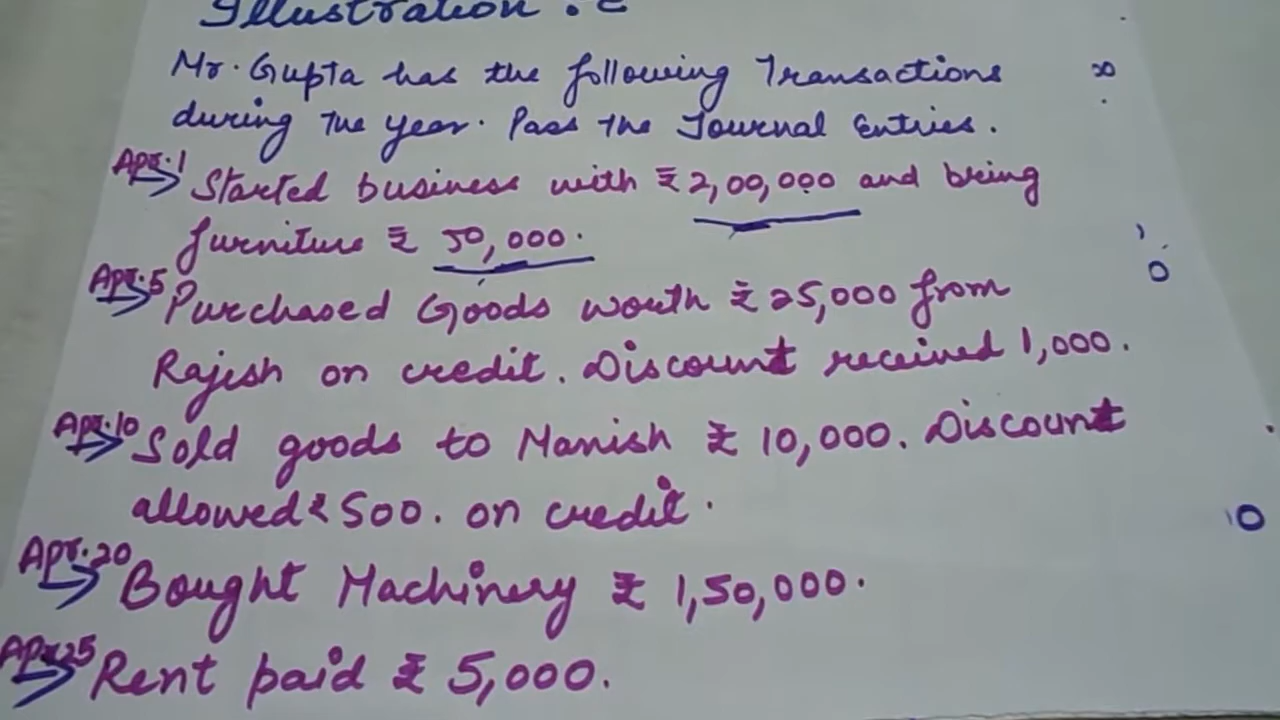 Illustration :
Mr. Gupta has the following Transactions
during the year. Pass the Journal Entries.
Apr. 1 Started business with ₹ 2,00,000 and bring
furniture ₹ 50,000.
Apr. 5 Purchased Goods worth ₹ 25,000 from
Rajesh on credit. Discount received 1,000.
Apr. 10 Sold goods to Manish ₹ 10,000. Discount
allowed ₹ 500. on credit.
Apr. 20 Bought Machinery ₹ 1,50,000.
Apr. 25 Rent paid ₹ 5,000.